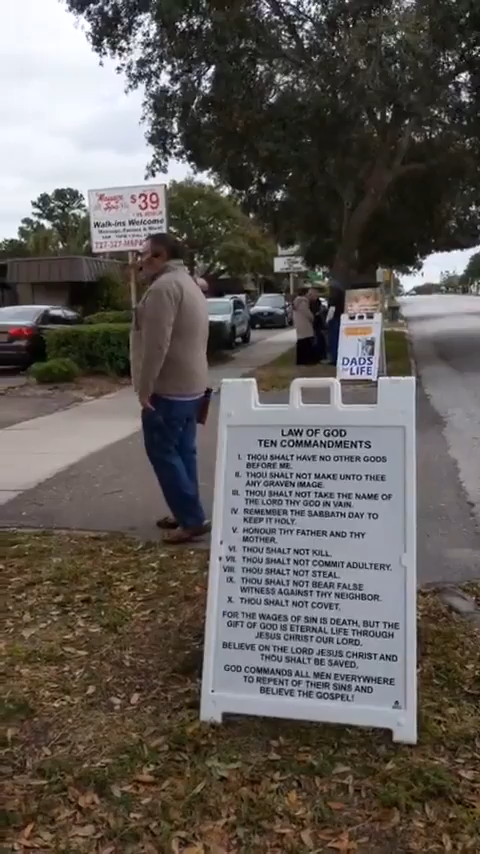 Massage
Spa
$39
Walk-ins Welcome
LAW OF GOD
TEN COMMANDMENTS
I. THOU SHALT HAVE NO OTHER GODS
BEFORE ME.
II. THOU SHALT NOT MAKE UNTO THEE
ANY GRAVEN IMAGE.
III. THOU SHALT NOT TAKE THE NAME OF
THE LORD THY GOD IN VAIN.
IV. REMEMBER THE SABBATH DAY TO
KEEP IT HOLY.
V. HONOUR THY FATHER AND THY
MOTHER.
VI. THOU SHALT NOT KILL.
VII. THOU SHALT NOT COMMIT ADULTERY.
VIII. THOU SHALT NOT STEAL.
IX. THOU SHALT NOT BEAR FALSE
WITNESS AGAINST THY NEIGHBOR.
X. THOU SHALT NOT COVET.
FOR THE WAGES OF SIN IS DEATH, BUT THE
GIFT OF GOD IS ETERNAL LIFE THROUGH
JESUS CHRIST OUR LORD.
BELIEVE ON THE LORD JESUS CHRIST AND
THOU SHALT BE SAVED,
GOD COMMANDS ALL MEN EVERYWHERE
TO REPENT OF THEIR SINS AND
BELIEVE THE GOSPEL!
DADS
for LIFE